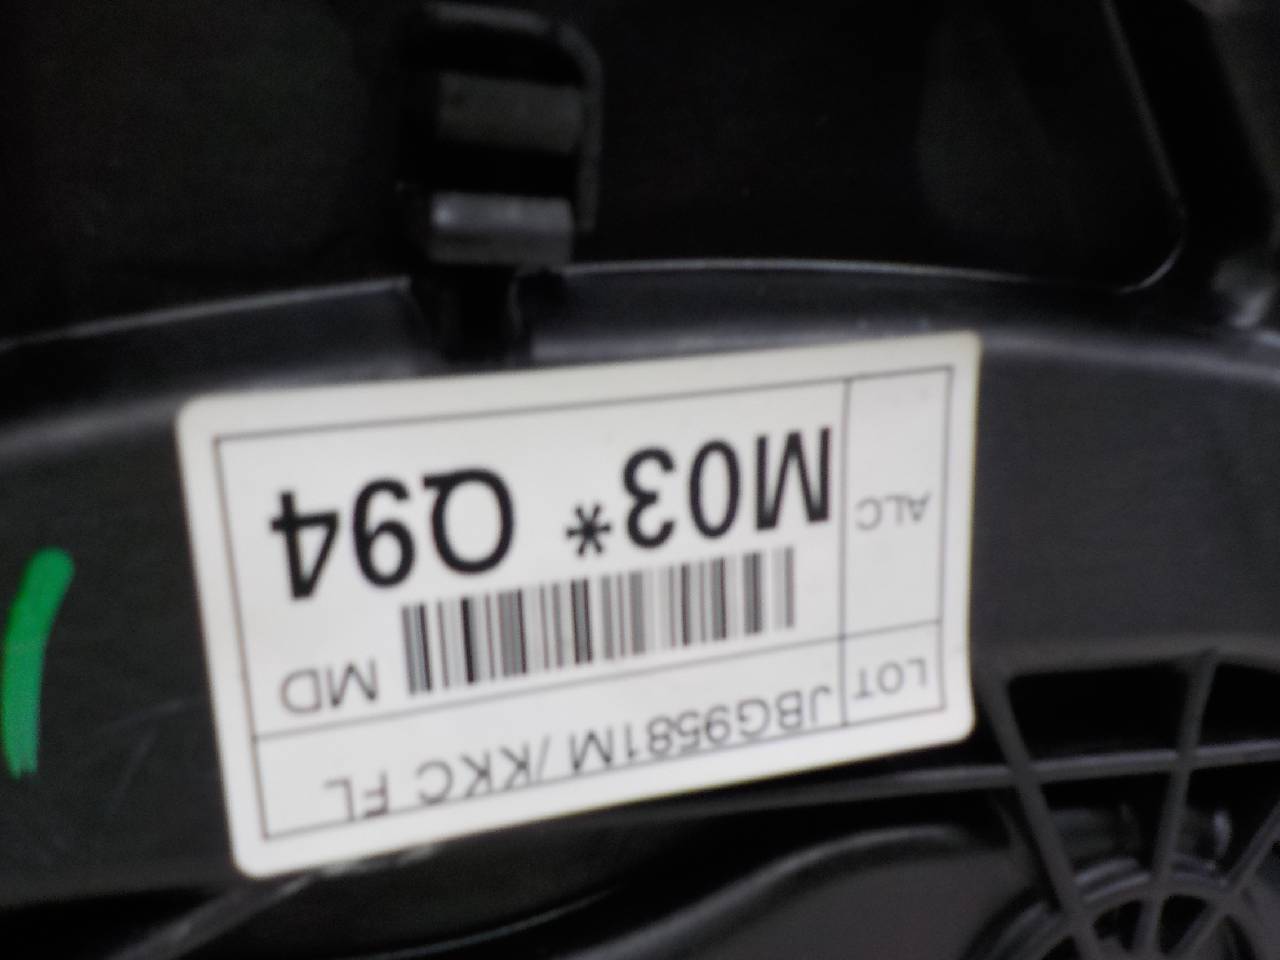 LOT JBG9581M /KKC FL
MD
ALC M03* Q94